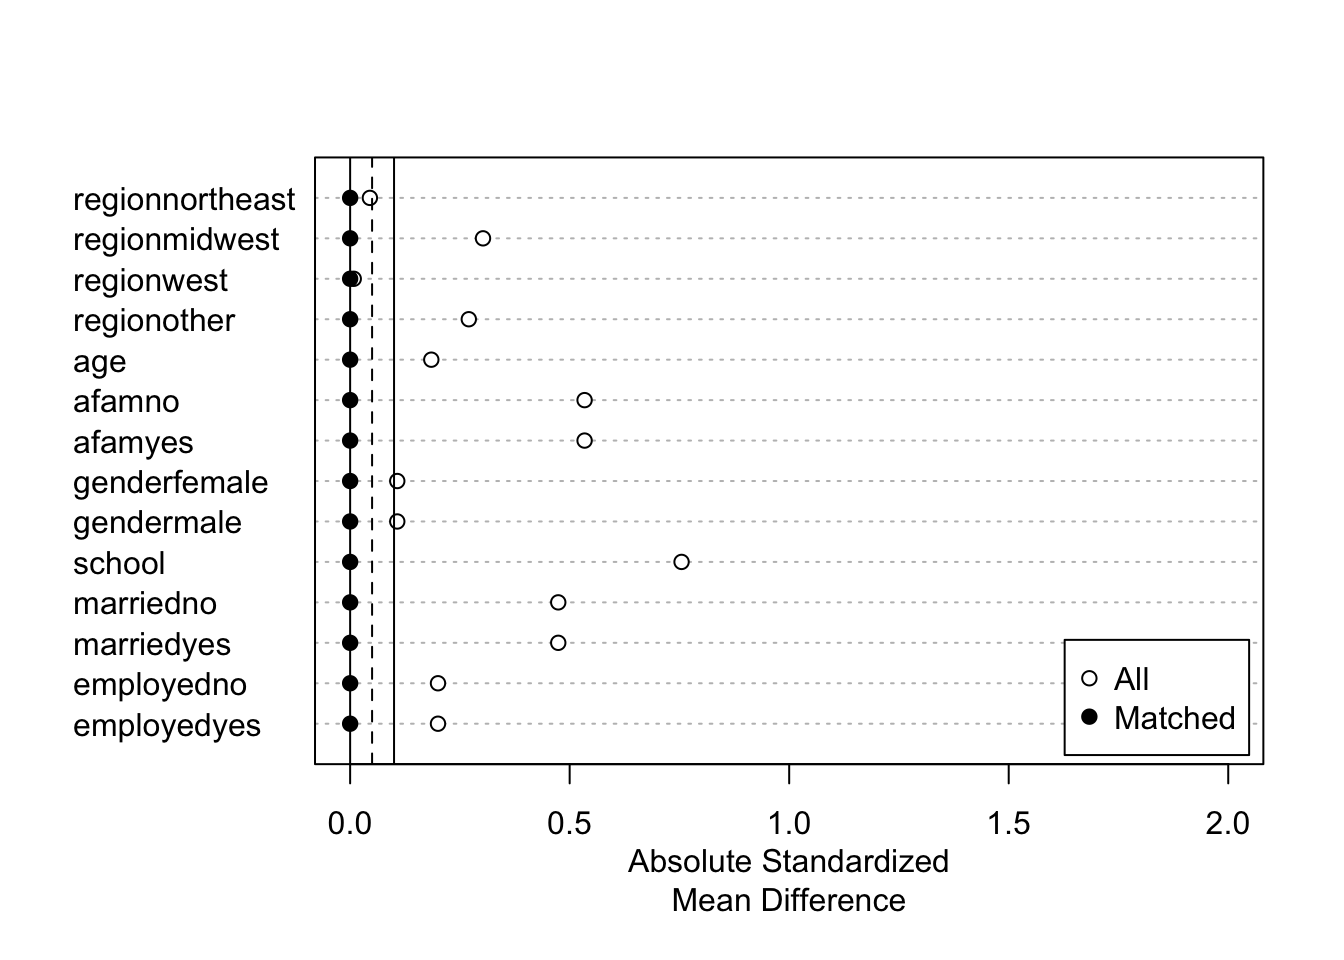 regionnortheast
regionmidwest
regionwest
regionother
age
afamno
afamyes
genderfemale
gendermale
school
marriedno
marriedyes
employedno
employedyes
All
Matched
0.0 0.5 1.0 1.5 2.0
Absolute Standardized
Mean Difference